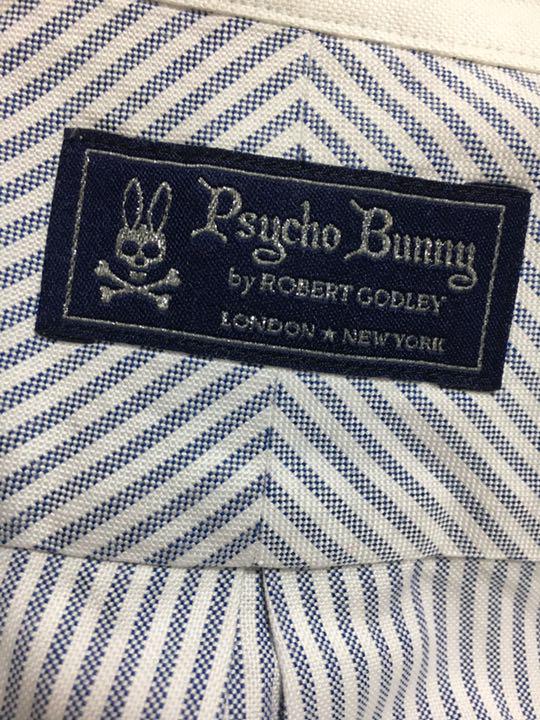 Psycho Bunny
by ROBERT GODLEY
LONDON ★ NEW YORK